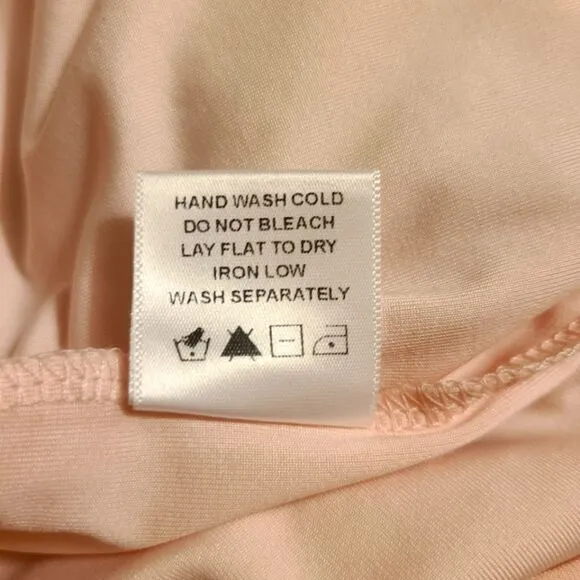 HAND WASH COLD
DO NOT BLEACH
LAY FLAT TO DRY
IRON LOW
WASH SEPARATELY